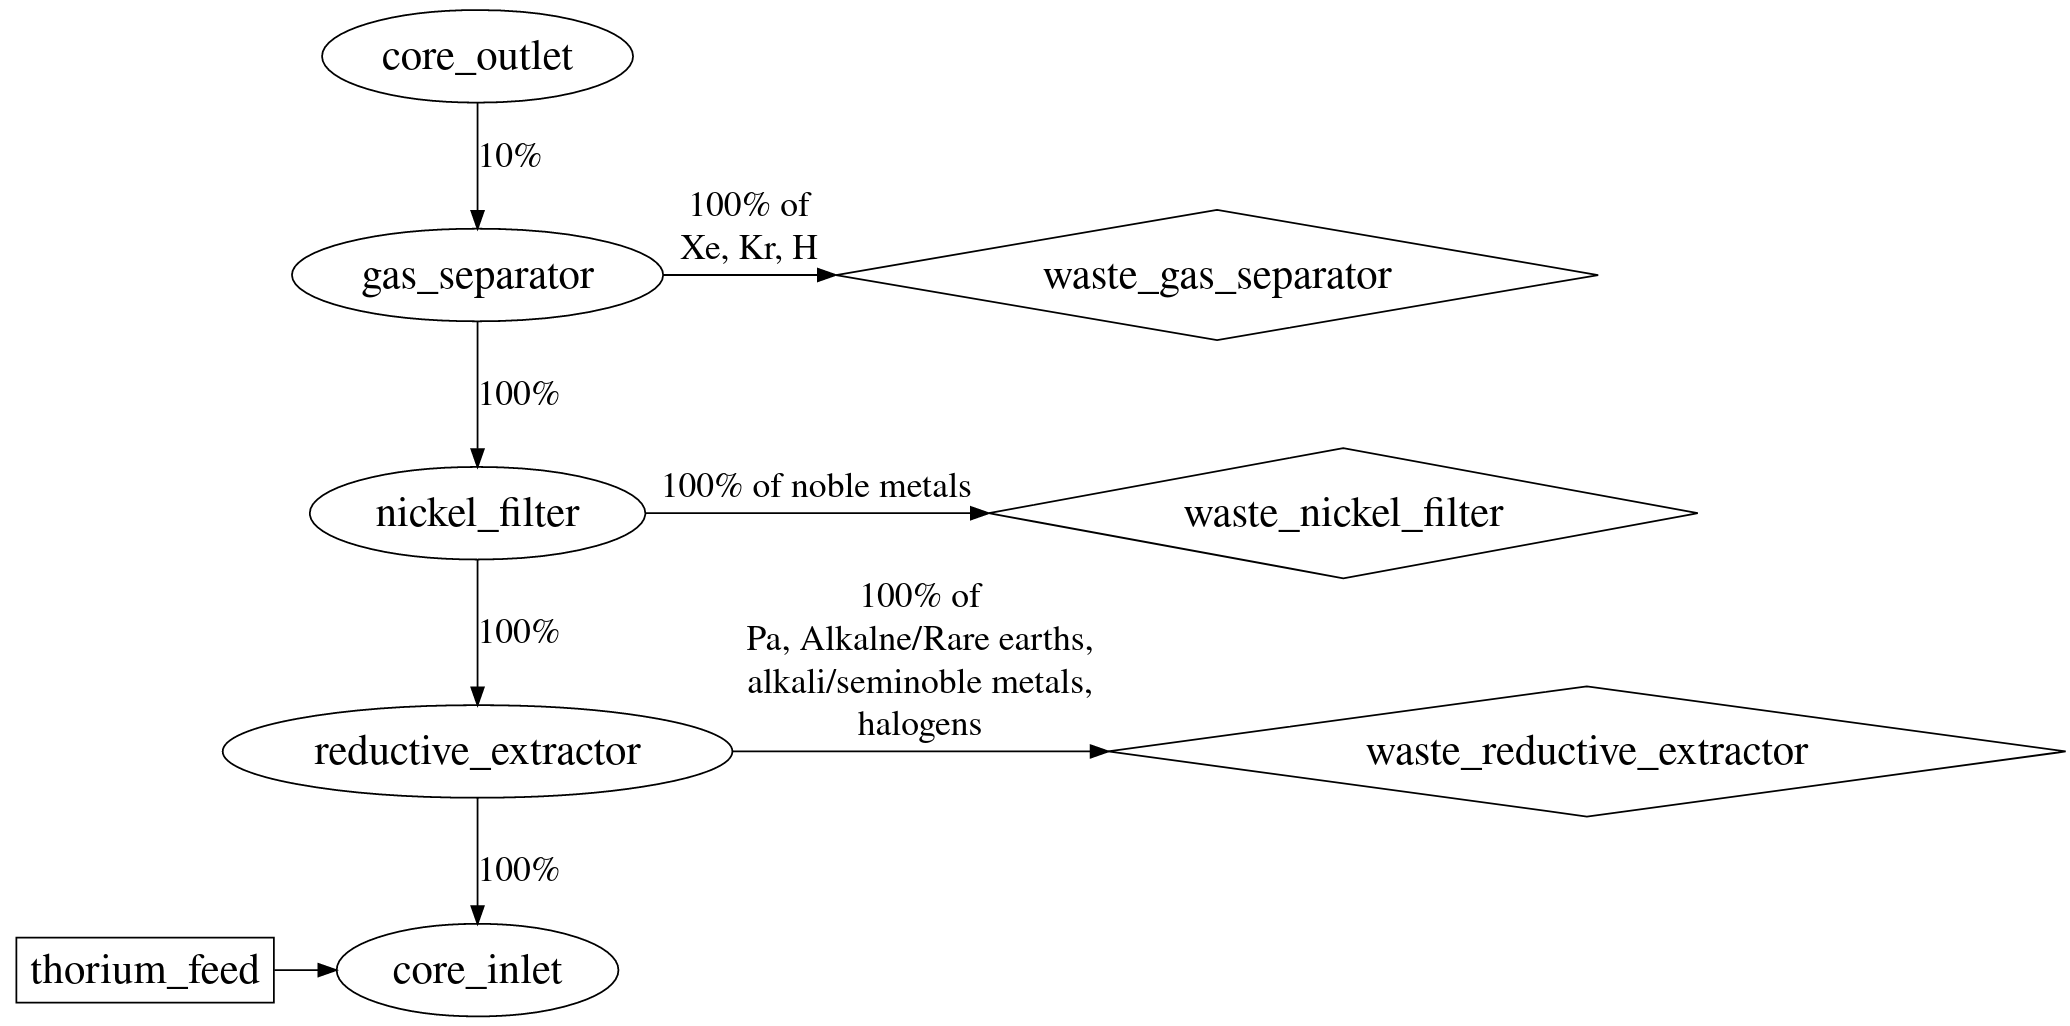 core_outlet
10%
100% of
Xe, Kr, H
gas_separator
waste_gas_separator
100%
100% of noble metals
nickel_filter
waste_nickel_filter
100%
100% of
Pa, Alkalne/Rare earths,
alkali/seminoble metals,
halogens
reductive_extractor
waste_reductive_extractor
100%
thorium_feed
core_inlet